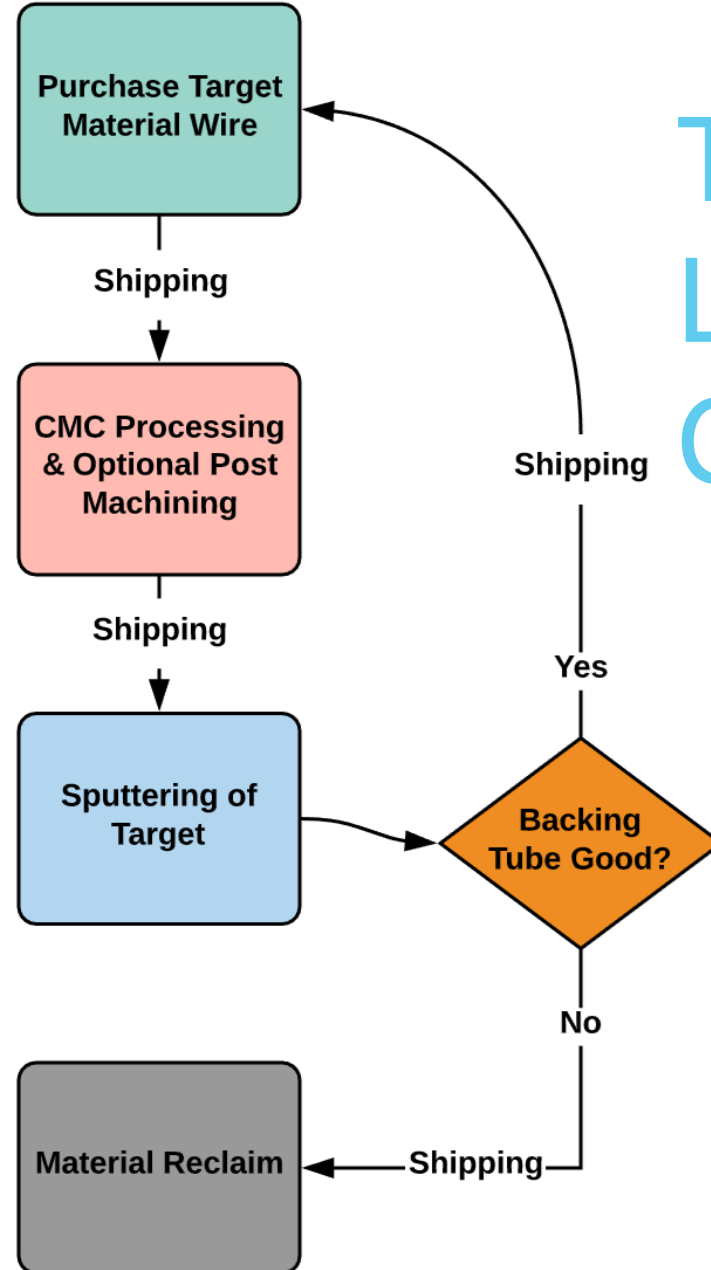 Purchase Target
Material Wire
Shipping
CMC Processing
& Optional Post
Machining
Shipping
Sputtering of
Target
Backing
Tube Good?
Yes
Shipping
No
Shipping
Material Reclaim